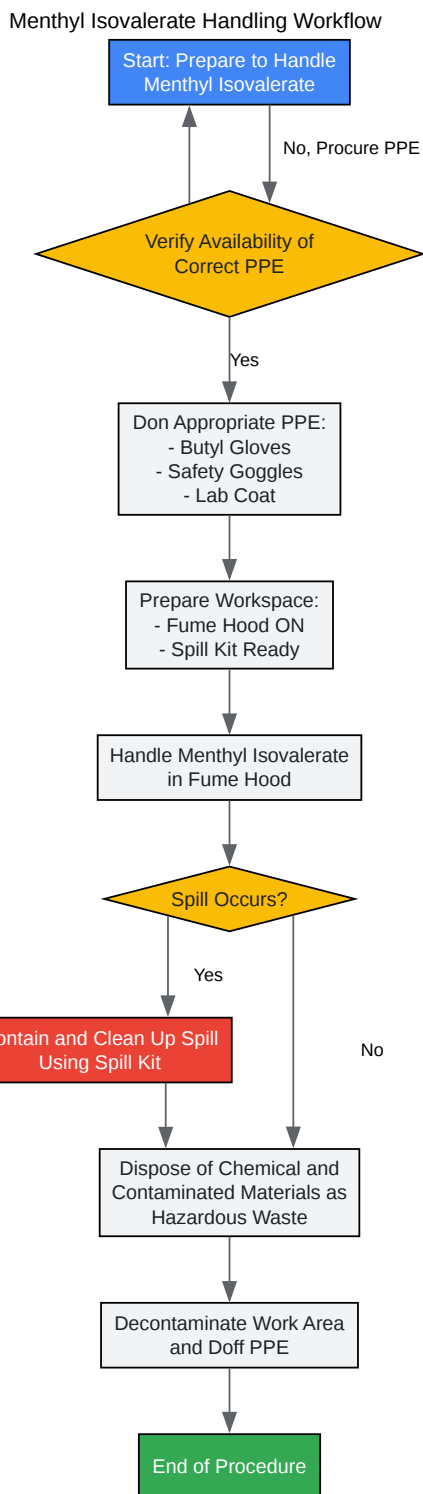 Menthyl Isovalerate Handling Workflow
Start: Prepare to Handle
Menthyl Isovalerate
No, Procure PPE
Verify Availability of
Correct PPE
Yes
Don Appropriate PPE:
- Butyl Gloves
- Safety Goggles
- Lab Coat
Prepare Workspace:
- Fume Hood ON
- Spill Kit Ready
Handle Menthyl Isovalerate
in Fume Hood
Spill Occurs?
Yes
No
ontain and Clean Up Spill
Using Spill Kit
Dispose of Chemical and
Contaminated Materials as
Hazardous Waste
Decontaminate Work Area
and Doff PPE
End of Procedure